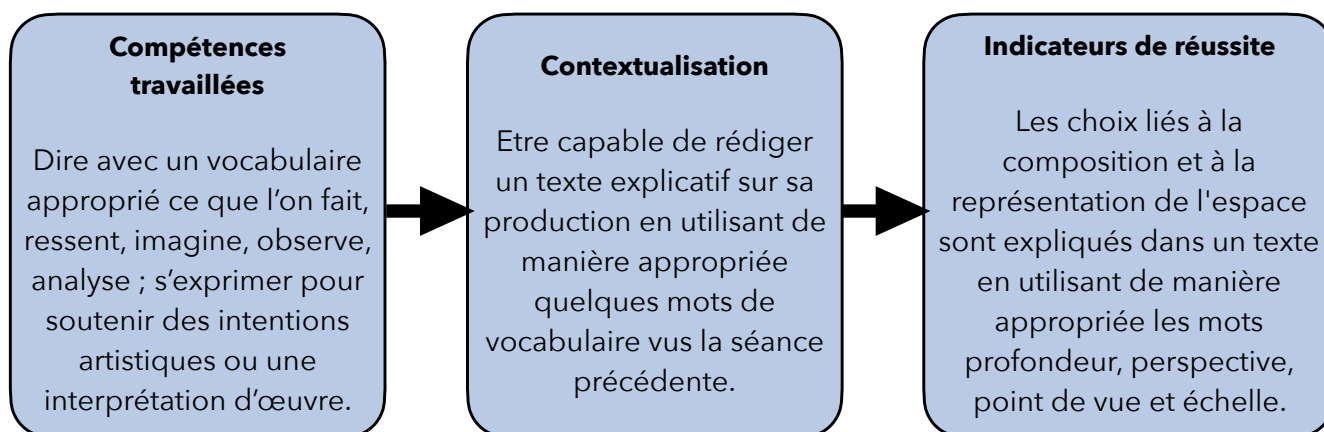 Compétences
travaillées
Dire avec un vocabulaire
approprié ce que l’on fait,
ressent, imagine, observe,
analyse ; s’exprimer pour
soutenir des intentions
artistiques ou une
interprétation d’œuvre.
Contextualisation
Etre capable de rédiger
un texte explicatif sur sa
production en utilisant de
manière appropriée
quelques mots de
vocabulaire vus la séance
précédente.
Indicateurs de réussite
Les choix liés à la
composition et à la
représentation de l'espace
sont expliqués dans un texte
en utilisant de manière
appropriée les mots
profondeur, perspective,
point de vue et échelle.